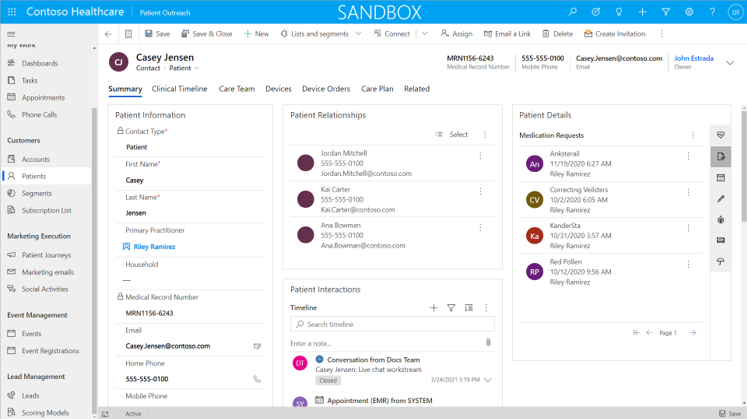 Contoso Healthcare
Patient Outreach
SANDBOX
DT
My Work
Dashboards
Tasks
Appointments
Phone Calls
Customers
Accounts
Patients
Segments
Subscription List
Marketing Execution
Patient Journeys
Marketing emails
Social Activities
Event Management
Events
Event Registrations
Lead Management
Leads
Scoring Models
Save
Save & Close
New
Lists and segments
Connect
Assign
Email a Link
Delete
Create Invitation
CJ
Casey Jensen
Contact · Patient
MRN1156-6243
Medical Record Number
555-555-0100
Mobile Phone
Casey.Jensen@contoso.com
Email
John Estrada
Owner
Summary
Clinical Timeline
Care Team
Devices
Device Orders
Care Plan
Related
Patient Information
Contact Type*
Patient
First Name*
Casey
Last Name*
Jensen
Primary Practitioner
Riley Ramirez
Household
---
Medical Record Number
MRN1156-6243
Email
Casey.Jensen@contoso.com
Home Phone
555-555-0100
Mobile Phone
Patient Relationships
Select
Jordan Mitchell
555-555-0100
Jordan.Mitchell@contoso.com
Kai Carter
555-555-0100
Kai.Carter@contoso.com
Ana Bowman
555-555-0100
Ana.Bowman@contoso.com
Patient Interactions
Timeline
Search timeline
Enter a note...
DT
Conversation from Docs Team
Casey Jensen: Live chat workstream
Closed
3/24/2021 5:19 PM
SY
Appointment (EMR) from SYSTEM
Patient Details
Medication Requests
An
Anksterail
11/19/2020 6:27 AM
Riley Ramirez
CV
Correcting Veilsters
10/2/2020 6:05 AM
Riley Ramirez
Ka
KanderSta
10/31/2020 3:57 AM
Riley Ramirez
RP
Red Pollen
10/12/2020 9:56 AM
Riley Ramirez
Page 1
Active
Save